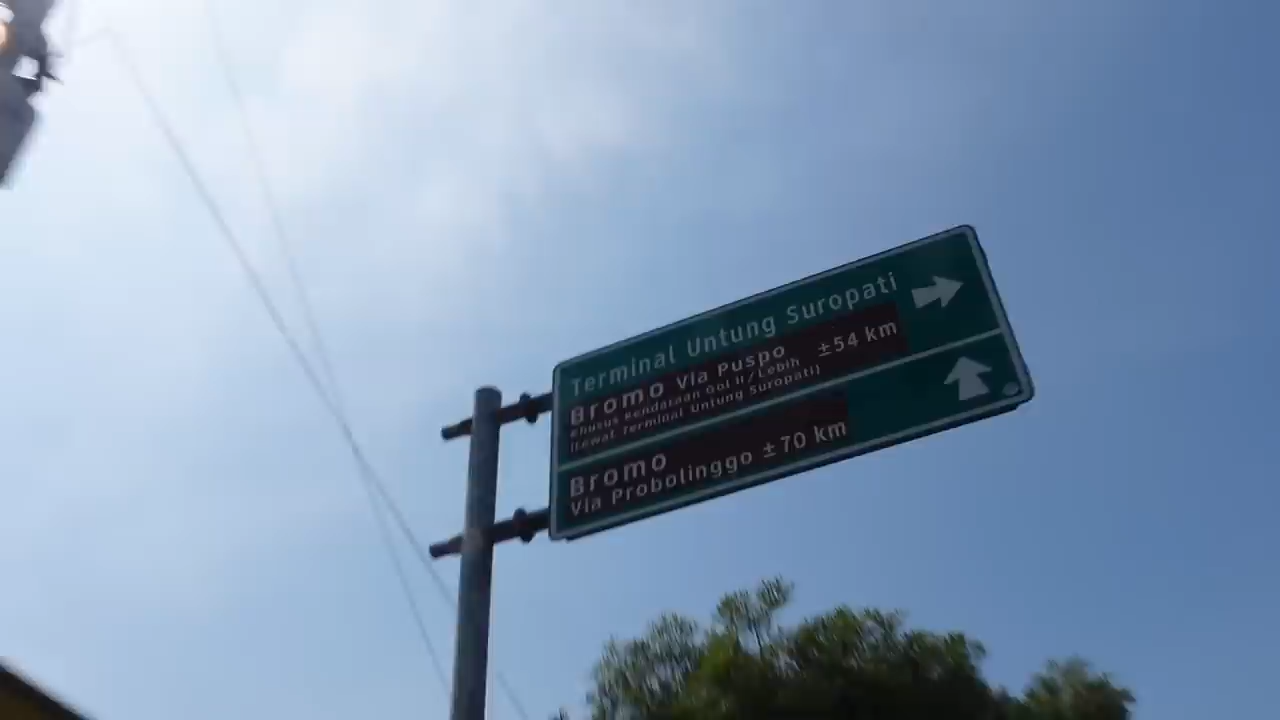 Terminal Untung Suropati
Bromo Via Puspo ±54 km
Khusus Kendaraan Gol II/Lebih
(Lewat Terminal Untung Suropati)
Bromo
Via Probolinggo ±70 km